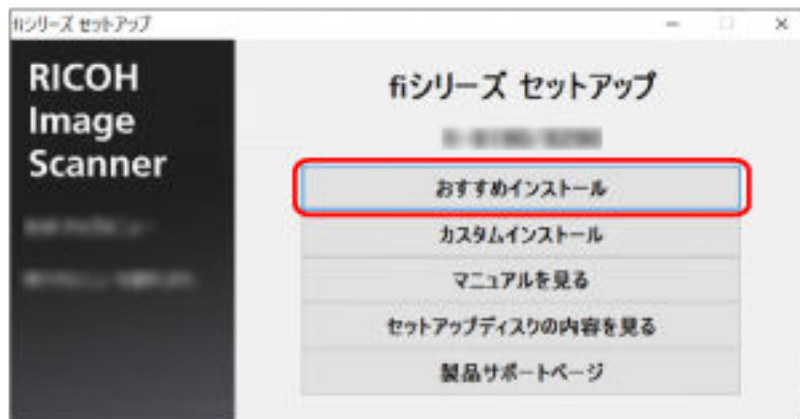 fiシリーズ セットアップ
RICOH
Image
Scanner
fiシリーズ セットアップ
おすすめインストール
カスタムインストール
マニュアルを見る
セットアップディスクの内容を見る
製品サポートページ